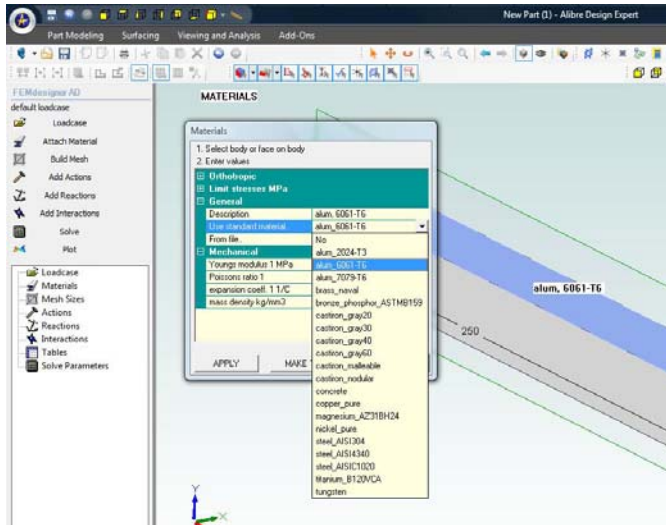 New Part (1) - Alibre Design Expert
Part Modeling Surfacing Viewing and Analysis Add-Ons
FEMdesigner AD
default loadcase
Loadcase
Attach Material
Build Mesh
Add Actions
Add Reactions
Add Interactions
Solve
Plot
Loadcase
Materials
Mesh Sizes
Actions
Reactions
Interactions
Tables
Solve Parameters
MATERIALS
Materials
1. Select body or face on body
2. Enter values
Orthotropic
Limit stresses MPa
General
Description alum, 6061-T6
Use standard material. alum_6061-T6
From file.
Mechanical
Youngs modulus 1 MPa
Poissons ratio 1
expansion coeff. 1 1/C
mass density kg/mm3
APPLY MAKE
No
alum_2024-T3
alum_6061-T6
alum_7079-T6
brass_naval
bronze_phosphor_ASTMB159
castiron_gray20
castiron_gray30
castiron_gray40
castiron_gray60
castiron_malleable
castiron_nodular
concrete
copper_pure
magnesium_AZ31BH24
nickel_pure
steel_AISI304
steel_AISI4340
steel_AISIC1020
titanium_B120VCA
tungsten
alum, 6061-T6
250
Y
X